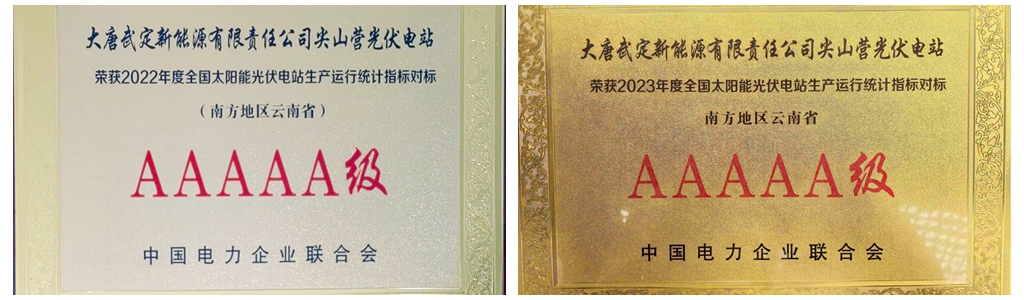 大唐武定新能源有限责任公司尖山营光伏电站
荣获2022年度全国太阳能光伏电站生产运行统计指标对标
（南方地区云南省）
AAAAA级
中国电力企业联合会
大唐武定新能源有限责任公司尖山营光伏电站
荣获2023年度全国太阳能光伏电站生产运行统计指标对标
南方地区云南省
AAAAA级
中国电力企业联合会